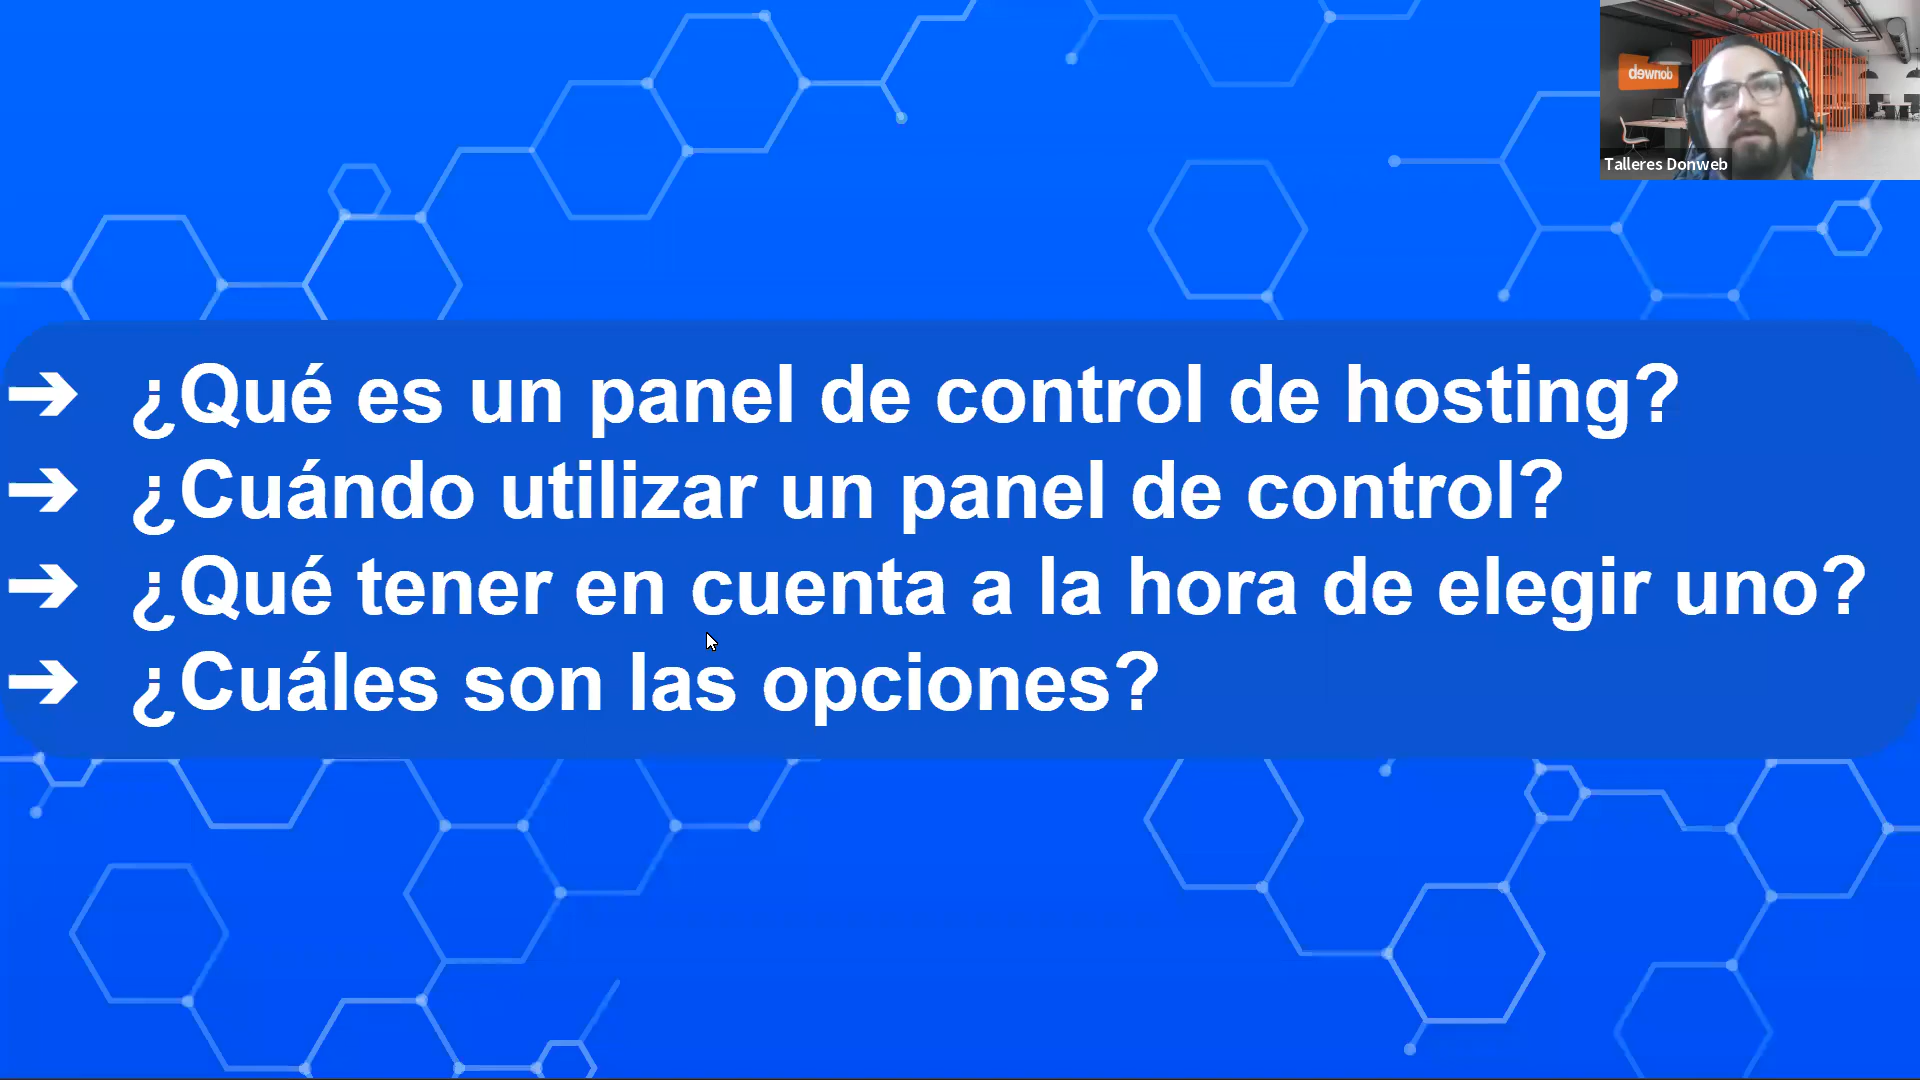 donweb
Talleres Donweb
➔ ¿Qué es un panel de control de hosting?
➔ ¿Cuándo utilizar un panel de control?
➔ ¿Qué tener en cuenta a la hora de elegir uno?
➔ ¿Cuáles son las opciones?